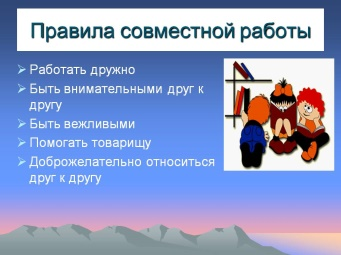 Правила совместной работы
Работать дружно
Быть внимательными друг к
другу
Быть вежливыми
Помогать товарищу
Доброжелательно относиться
друг к другу